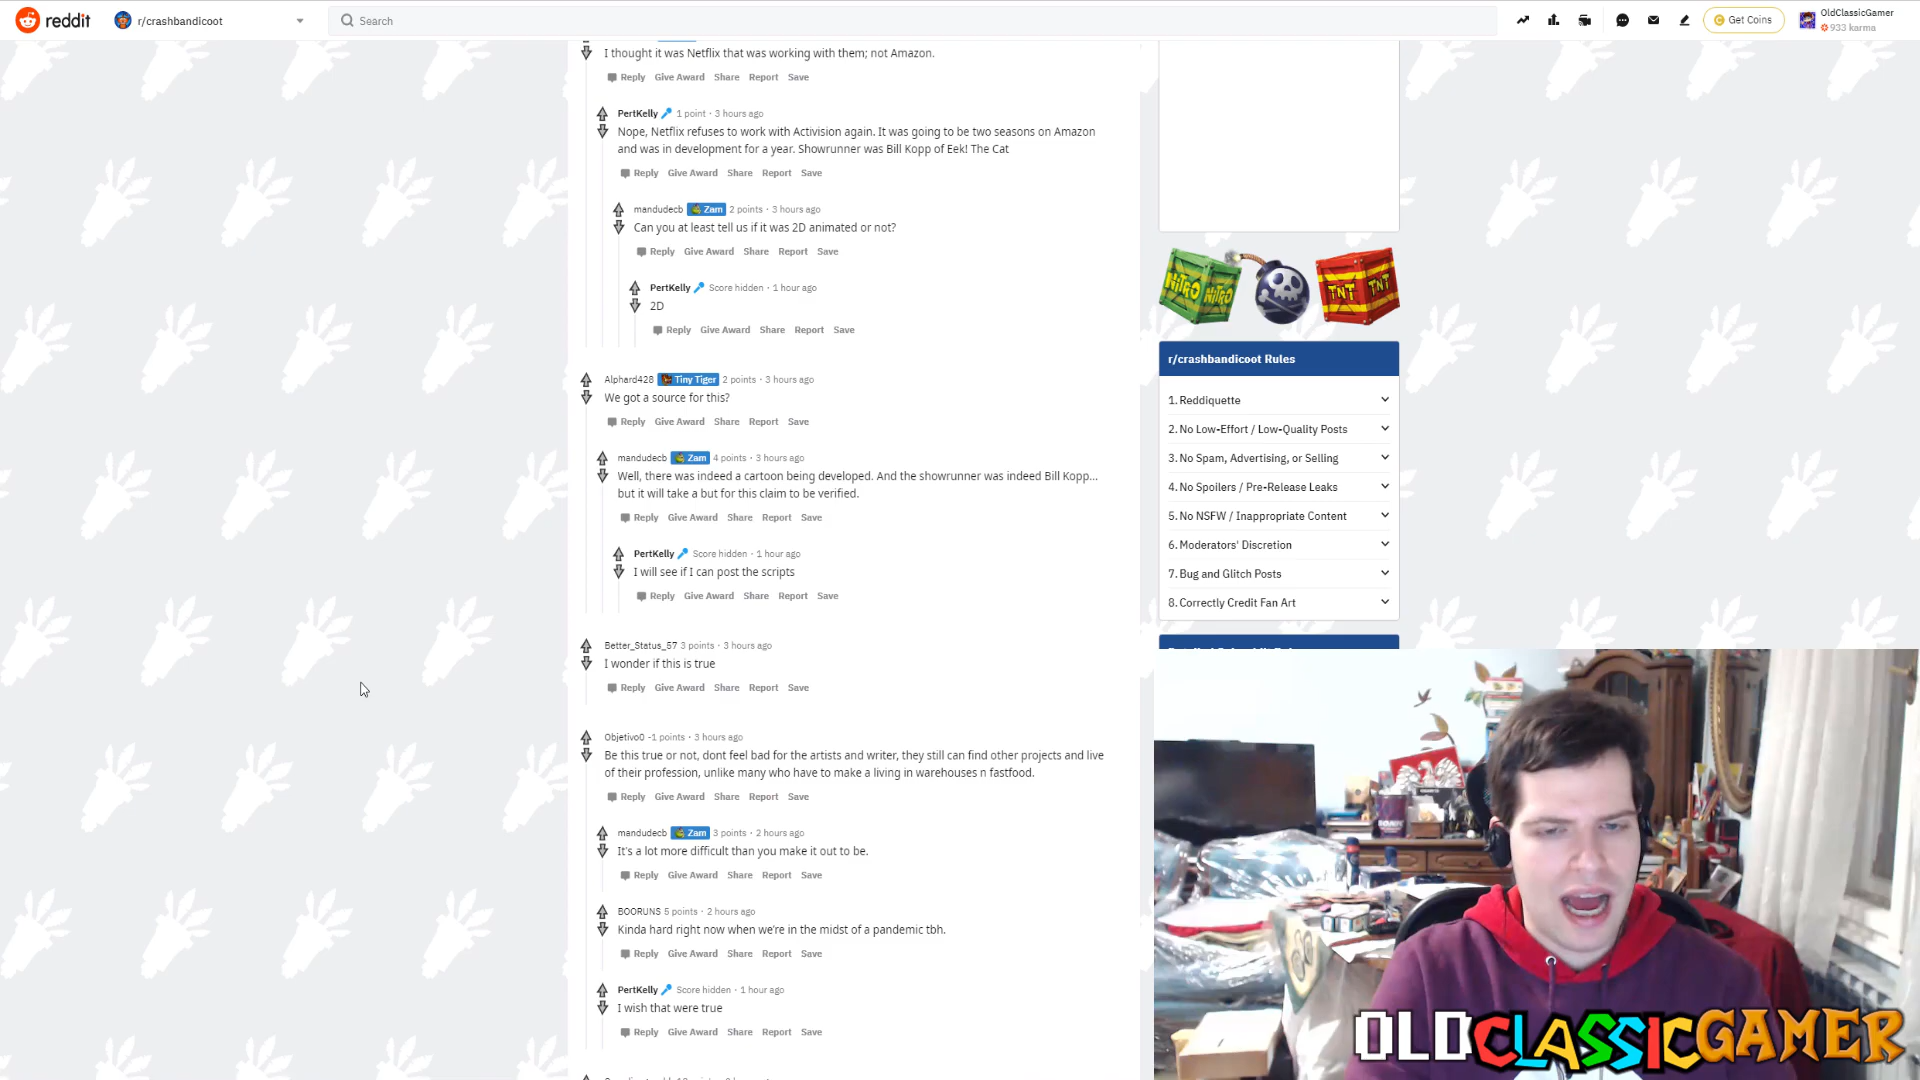 reddit
r/crashbandicoot
Search
Get Coins
OldClassicGamer
933 karma
I thought it was Netflix that was working with them; not Amazon.
Reply Give Award Share Report Save
PertKelly 1 point · 3 hours ago
Nope, Netflix refuses to work with Activision again. It was going to be two seasons on Amazon
and was in development for a year. Showrunner was Bill Kopp of Eek! The Cat
Reply Give Award Share Report Save
mandudecb Zam 2 points · 3 hours ago
Can you at least tell us if it was 2D animated or not?
Reply Give Award Share Report Save
PertKelly Score hidden · 1 hour ago
2D
Reply Give Award Share Report Save
Alphard428 Tiny Tiger 2 points · 3 hours ago
We got a source for this?
Reply Give Award Share Report Save
mandudecb Zam 4 points · 3 hours ago
Well, there was indeed a cartoon being developed. And the showrunner was indeed Bill Kopp...
but it will take a but for this claim to be verified.
Reply Give Award Share Report Save
PertKelly Score hidden · 1 hour ago
I will see if I can post the scripts
Reply Give Award Share Report Save
Better_Status_57 3 points · 3 hours ago
I wonder if this is true
Reply Give Award Share Report Save
Objetivo0 -1 points · 3 hours ago
Be this true or not, dont feel bad for the artists and writer, they still can find other projects and live
of their profession, unlike many who have to make a living in warehouses n fastfood.
Reply Give Award Share Report Save
mandudecb Zam 3 points · 2 hours ago
It's a lot more difficult than you make it out to be.
Reply Give Award Share Report Save
BOORUNS 5 points · 2 hours ago
Kinda hard right now when we're in the midst of a pandemic tbh.
Reply Give Award Share Report Save
PertKelly Score hidden · 1 hour ago
I wish that were true
Reply Give Award Share Report Save
NITRO NITRO
TNT TNT
r/crashbandicoot Rules
1. Reddiquette
2. No Low-Effort / Low-Quality Posts
3. No Spam, Advertising, or Selling
4. No Spoilers / Pre-Release Leaks
5. No NSFW / Inappropriate Content
6. Moderators' Discretion
7. Bug and Glitch Posts
8. Correctly Credit Fan Art
OLDCLASSICGAMER